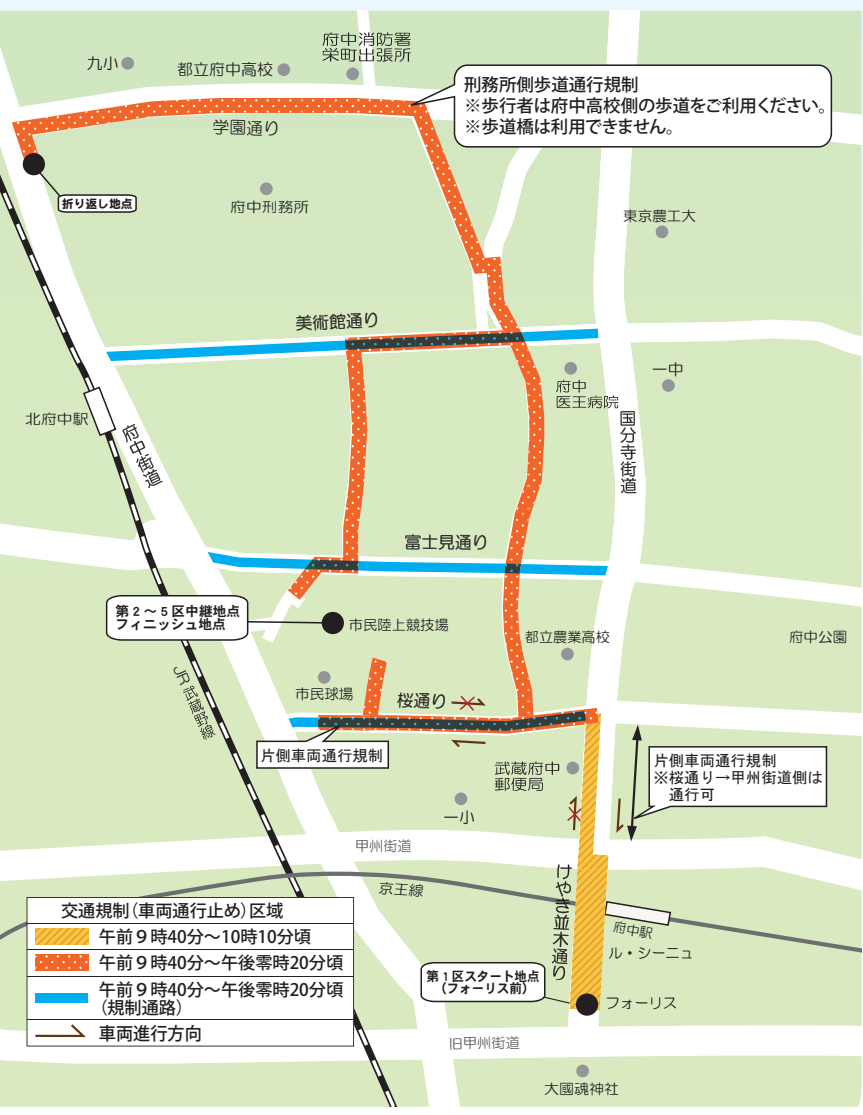 府中消防署
栄町出張所
九小
都立府中高校
刑務所側歩道通行規制
※歩行者は府中高校側の歩道をご利用ください。
※歩道橋は利用できません。
学園通り
折り返し地点
府中刑務所
東京農工大
美術館通り
一中
府中
医王病院
国分寺街道
北府中駅
府中街道
富士見通り
第2～5区中継地点
フィニッシュ地点
市民陸上競技場
都立農業高校
府中公園
JR武蔵野線
市民球場
桜通り
片側車両通行規制
片側車両通行規制
※桜通り→甲州街道側は
通行可
武蔵府中
郵便局
一小
甲州街道
京王線
けやき並木通り
府中駅
ル・シーニュ
第1区スタート地点
(フォーリス前)
フォーリス
旧甲州街道
大國魂神社
交通規制(車両通行止め)区域
午前9時40分～10時10分頃
午前9時40分～午後零時20分頃
午前9時40分～午後零時20分頃
(規制通路)
車両進行方向